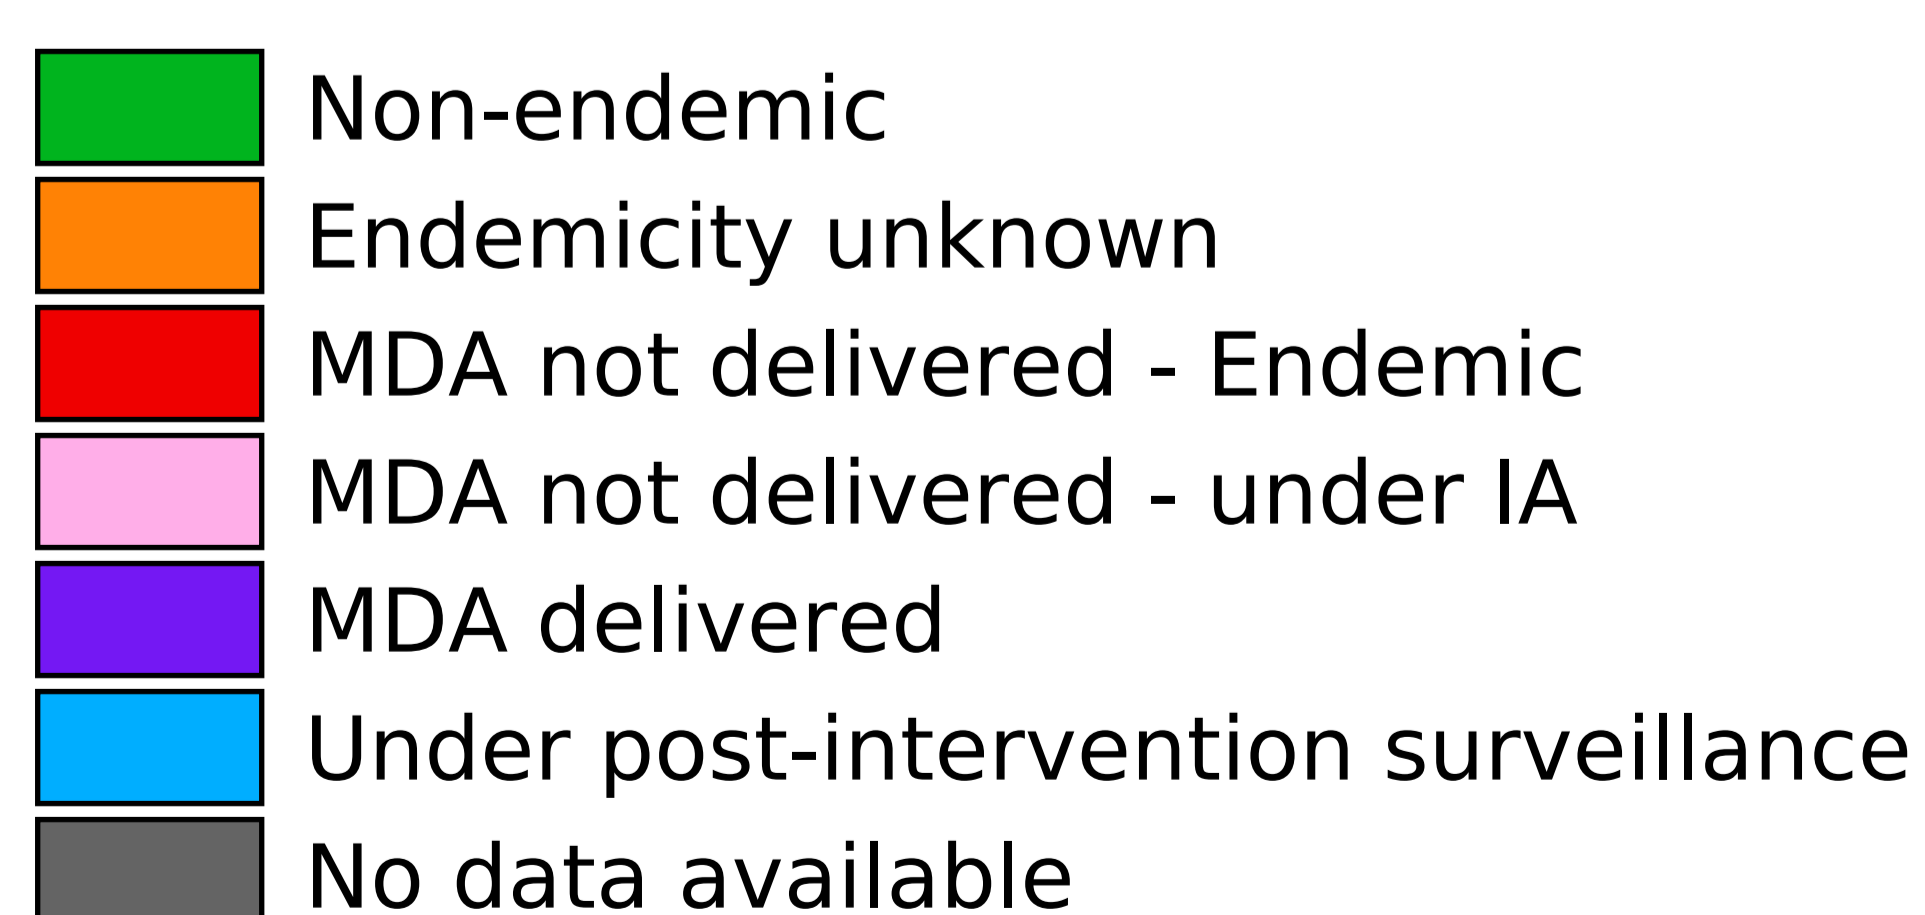 Non-endemic
Endemicity unknown
MDA not delivered - Endemic
MDA not delivered - under IA
MDA delivered
Under post-intervention surveillance
No data available